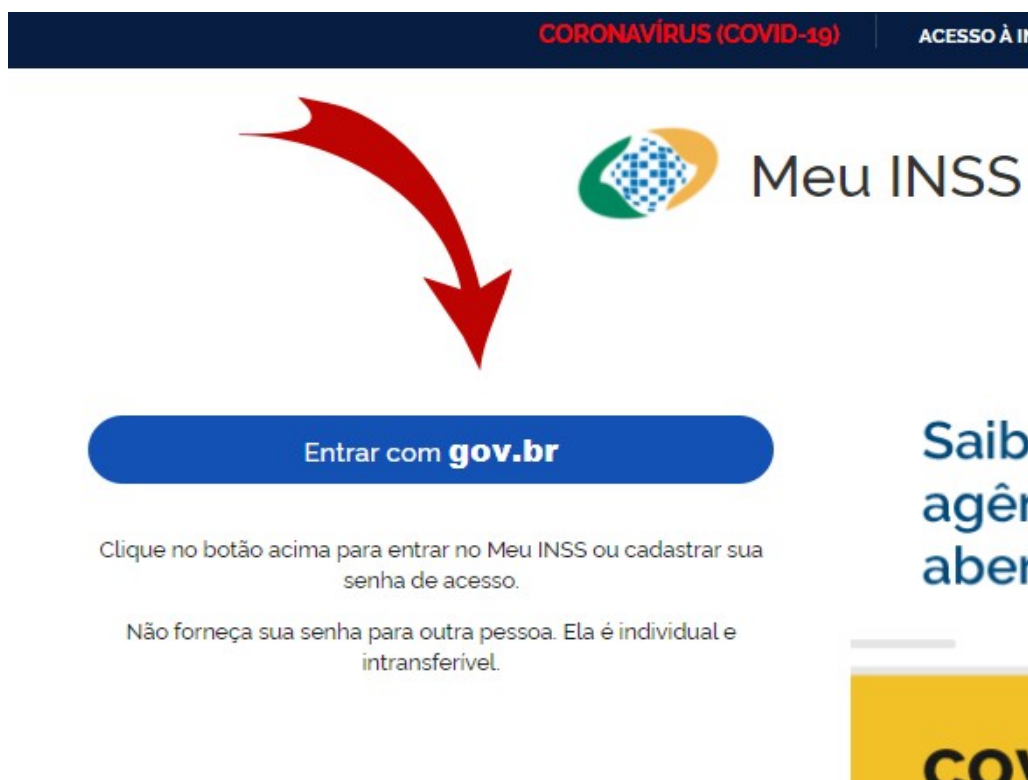 CORONAVÍRUS (COVID-19)
ACESSO À
Meu INSS
Entrar com gov.br
Clique no botão acima para entrar no Meu INSS ou cadastrar sua
senha de acesso.
Não forneça sua senha para outra pessoa. Ela é individual e
intransferível.